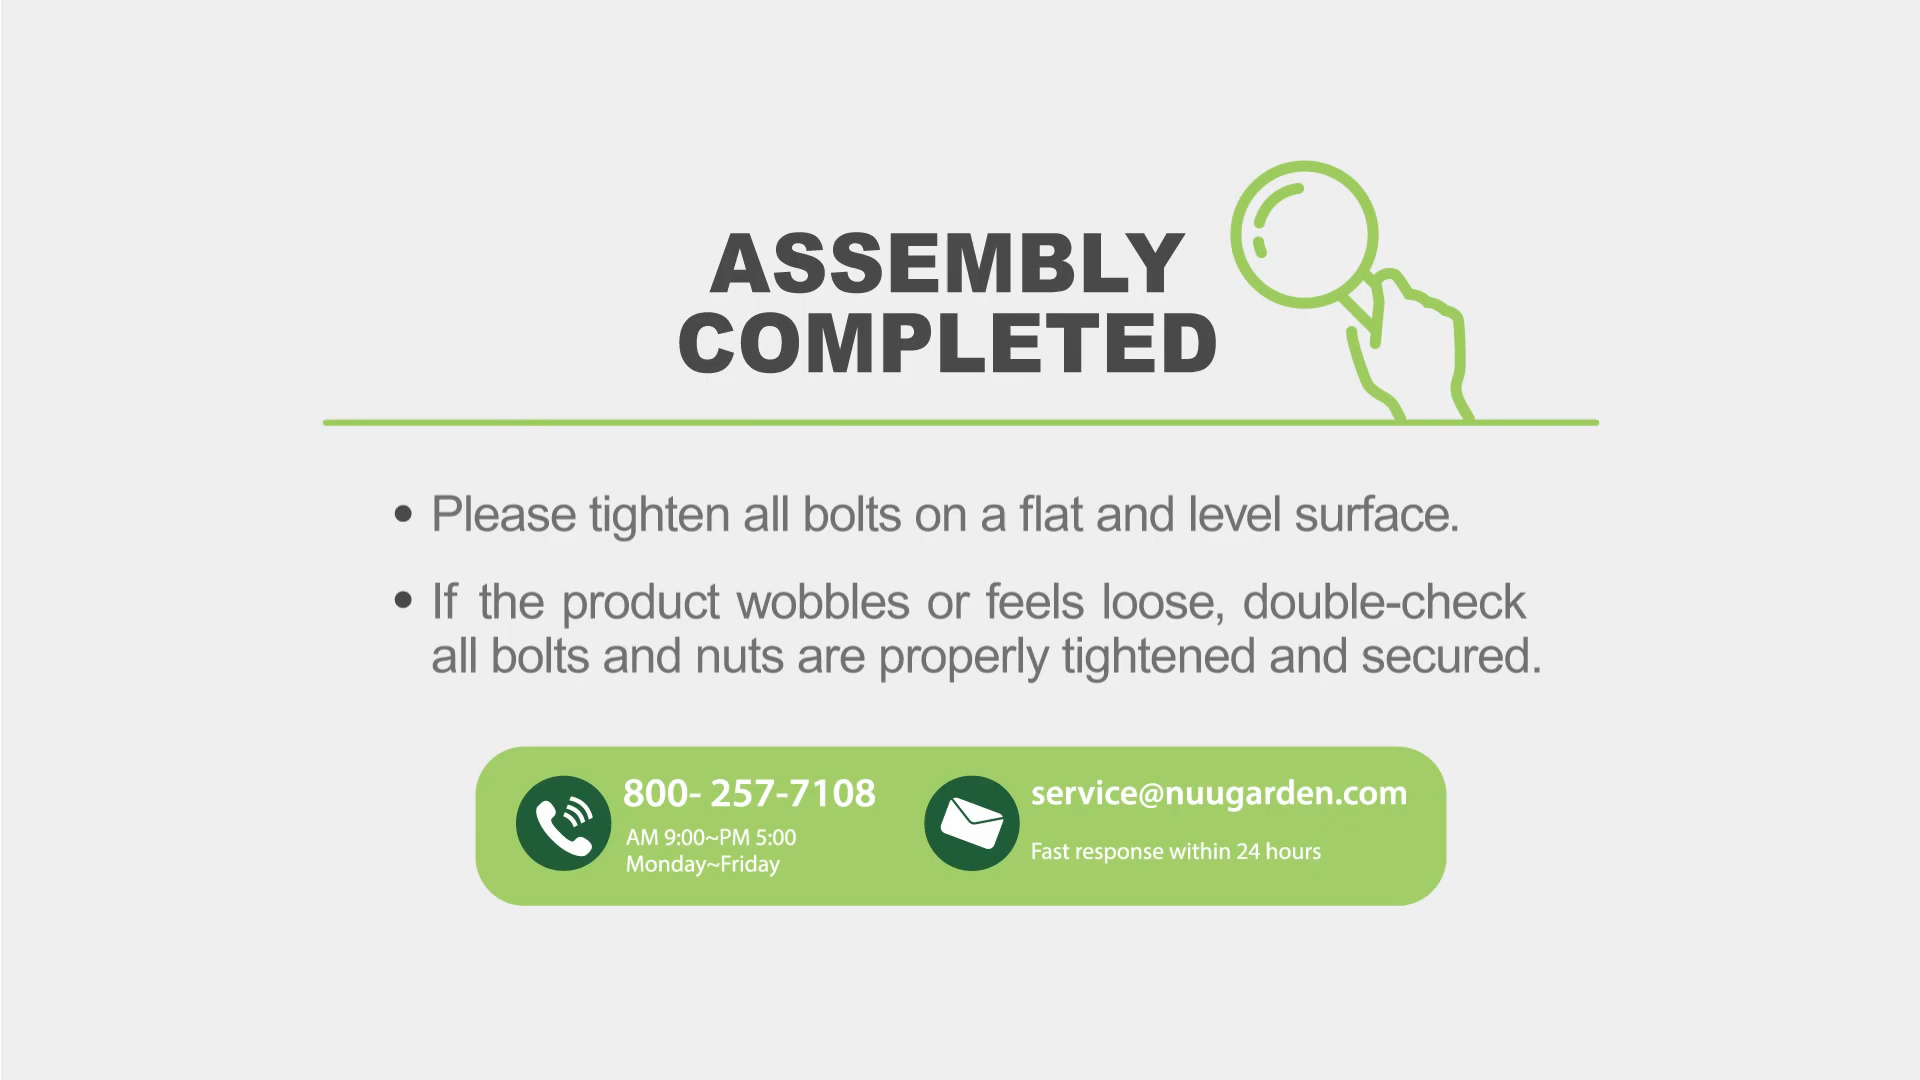 ASSEMBLY
COMPLETED
• Please tighten all bolts on a flat and level surface.
• If the product wobbles or feels loose, double-check
all bolts and nuts are properly tightened and secured.
800- 257-7108
AM 9:00~PM 5:00
Monday~Friday
service@nuugarden.com
Fast response within 24 hours